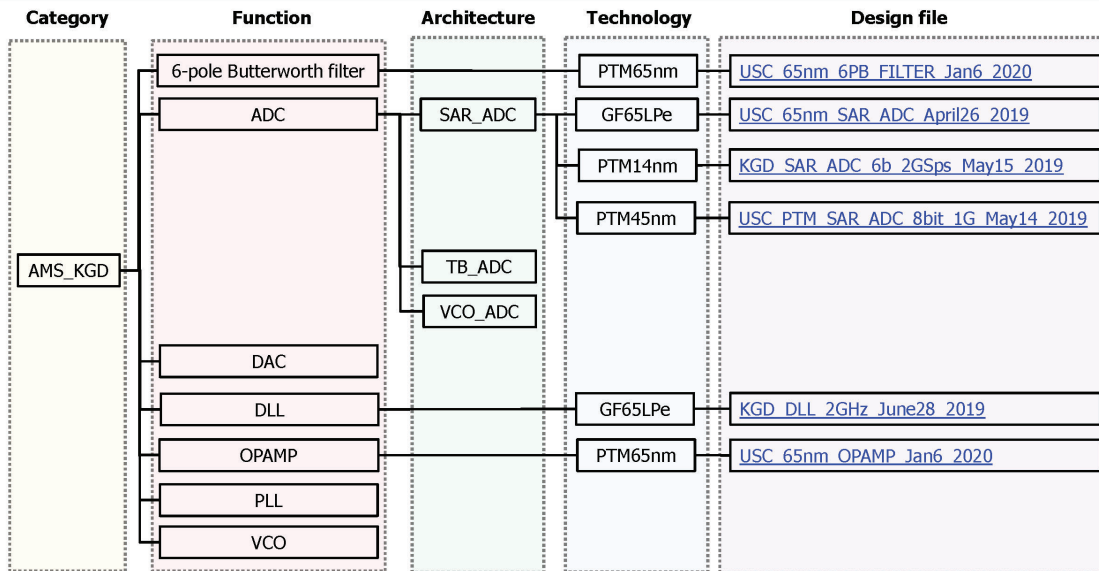 Category Function Architecture Technology Design file
6-pole Butterworth filter PTM65nm USC_65nm_6PB_FILTER_Jan6_2020
ADC SAR_ADC GF65LPe USC_65nm_SAR_ADC_April26_2019
PTM14nm KGD_SAR_ADC_6b_2GSps_May15_2019
PTM45nm USC_PTM_SAR_ADC_8bit_1G_May14_2019
AMS_KGD TB_ADC
VCO_ADC
DAC
DLL GF65LPe KGD_DLL_2GHz_June28_2019
OPAMP PTM65nm USC_65nm_OPAMP_Jan6_2020
PLL
VCO